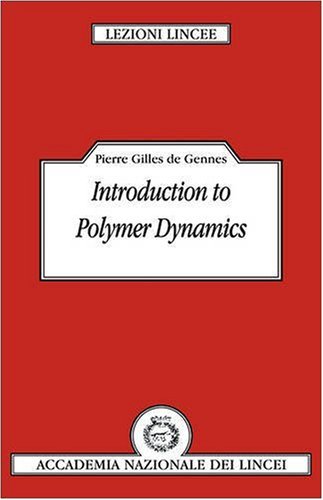 LEZIONI LINCEE
Pierre Gilles de Gennes
Introduction to
Polymer Dynamics
ACCADEMIA NAZIONALE DEI LINCEI